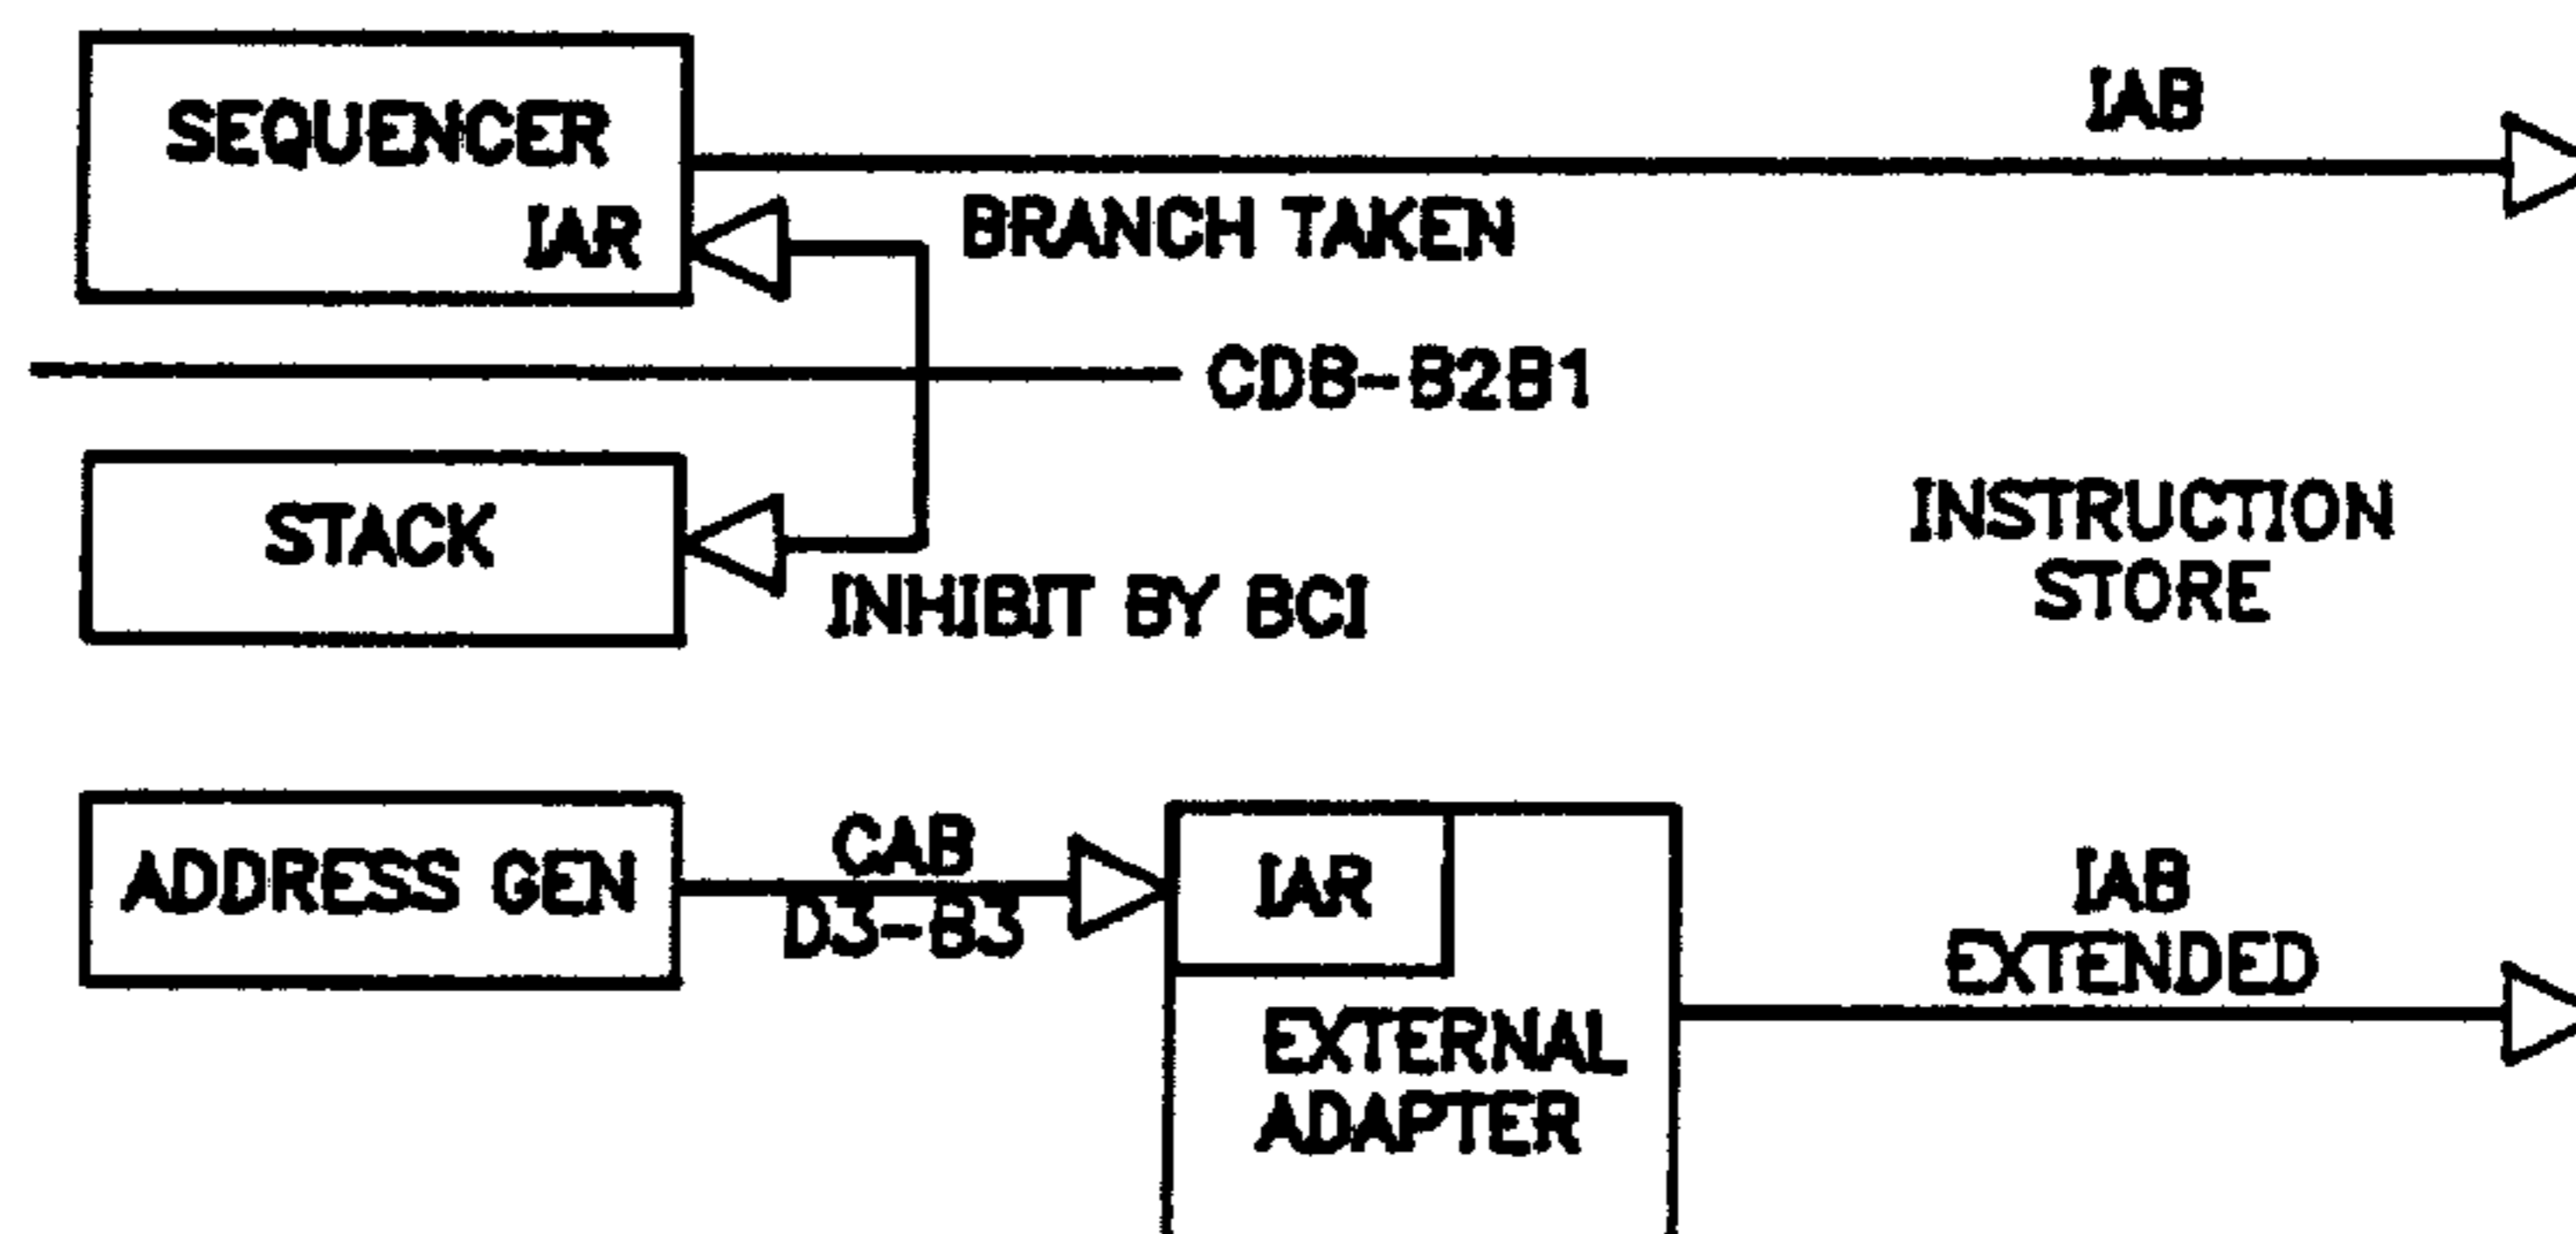 SEQUENCER
IAR
IAB
BRANCH TAKEN
CDB-B2B1
STACK
INHIBIT BY BCI
INSTRUCTION
STORE
ADDRESS GEN
CAB
D3-B3
IAR
EXTERNAL
ADAPTER
IAB
EXTENDED